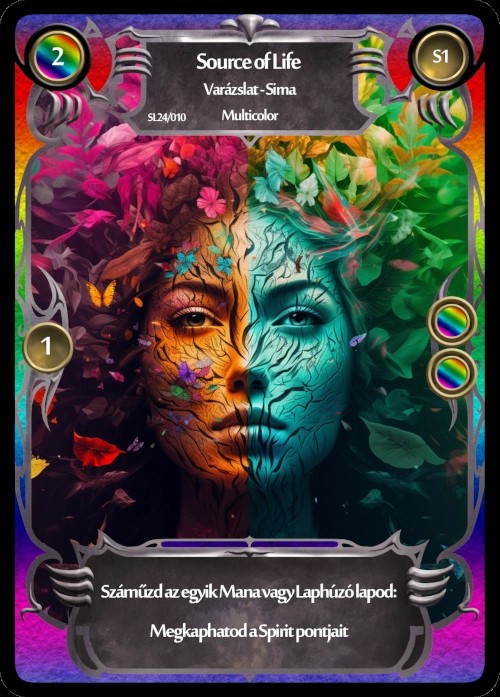 2
S1
Source of Life
Varázslat - Sima
SL24/010 Multicolor
1
Száműzd az egyik Mana vagy Laphúzó lapod:
Megkaphatod a Spirit pontjait